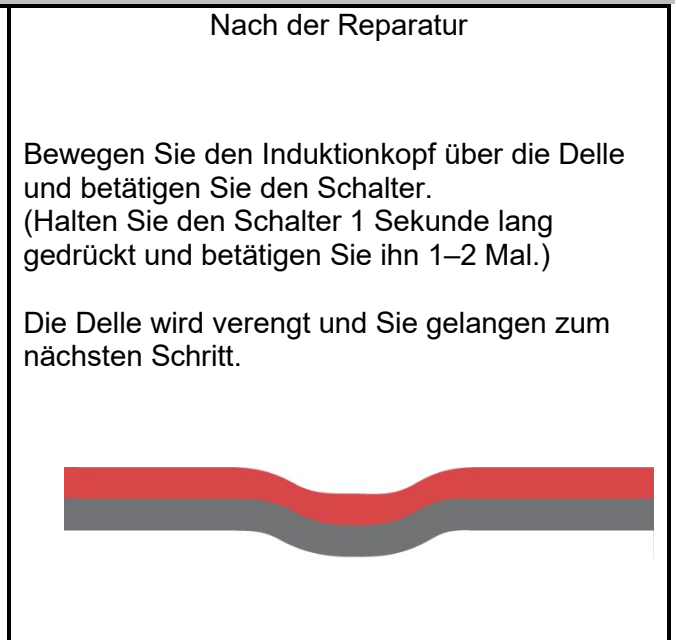 Nach der Reparatur
Bewegen Sie den Induktionkopf über die Delle
und betätigen Sie den Schalter.
(Halten Sie den Schalter 1 Sekunde lang
gedrückt und betätigen Sie ihn 1–2 Mal.)
Die Delle wird verengt und Sie gelangen zum
nächsten Schritt.